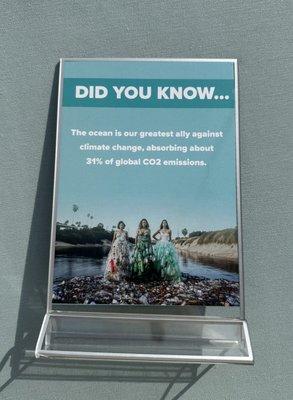 DID YOU KNOW...
The ocean is our greatest ally against
climate change, absorbing about
31% of global CO2 emissions.